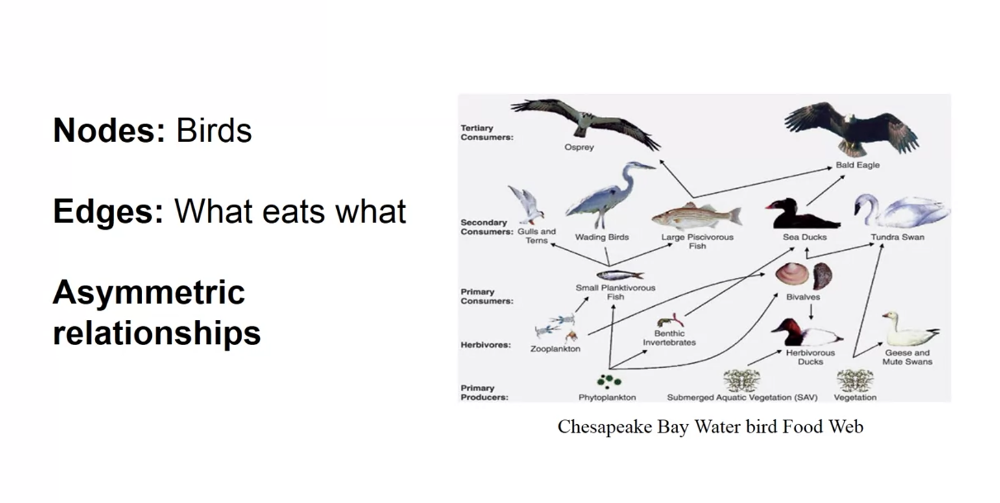 Nodes: Birds
Edges: What eats what
Asymmetric
relationships
Tertiary
Consumers:
Osprey
Bald Eagle
Secondary
Consumers:
Gulls and
Terns
Wading Birds
Large Piscivorous
Fish
Sea Ducks
Tundra Swan
Primary
Consumers:
Small Planktivorous
Fish
Bivalves
Herbivores:
Zooplankton
Benthic
Invertebrates
Herbivorous
Ducks
Geese and
Mute Swans
Primary
Producers:
Phytoplankton
Submerged Aquatic Vegetation (SAV)
Vegetation
Chesapeake Bay Water bird Food Web